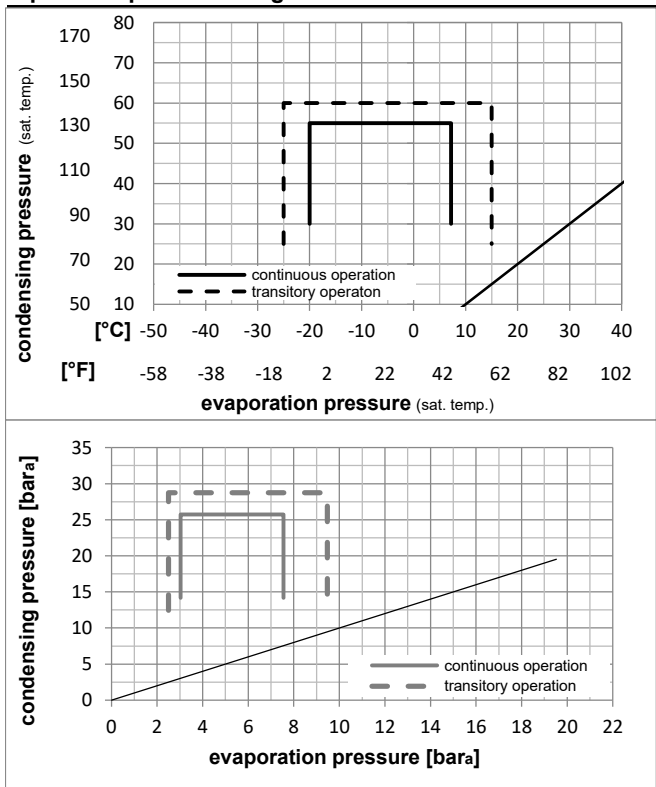 170 80
150 70
130 60
50
110 40
90 30
70 20
50 10
condensing pressure (sat. temp.)
continuous operation
transitory operaton
[°C] -50 -40 -30 -20 -10 0 10 20 30 40
[°F] -58 -38 -18 2 22 42 62 82 102
evaporation pressure (sat. temp.)
35
30
25
20
15
10
5
0
condensing pressure [bara]
continuous operation
transitory operation
0 2 4 6 8 10 12 14 16 18 20 22
evaporation pressure [bara]